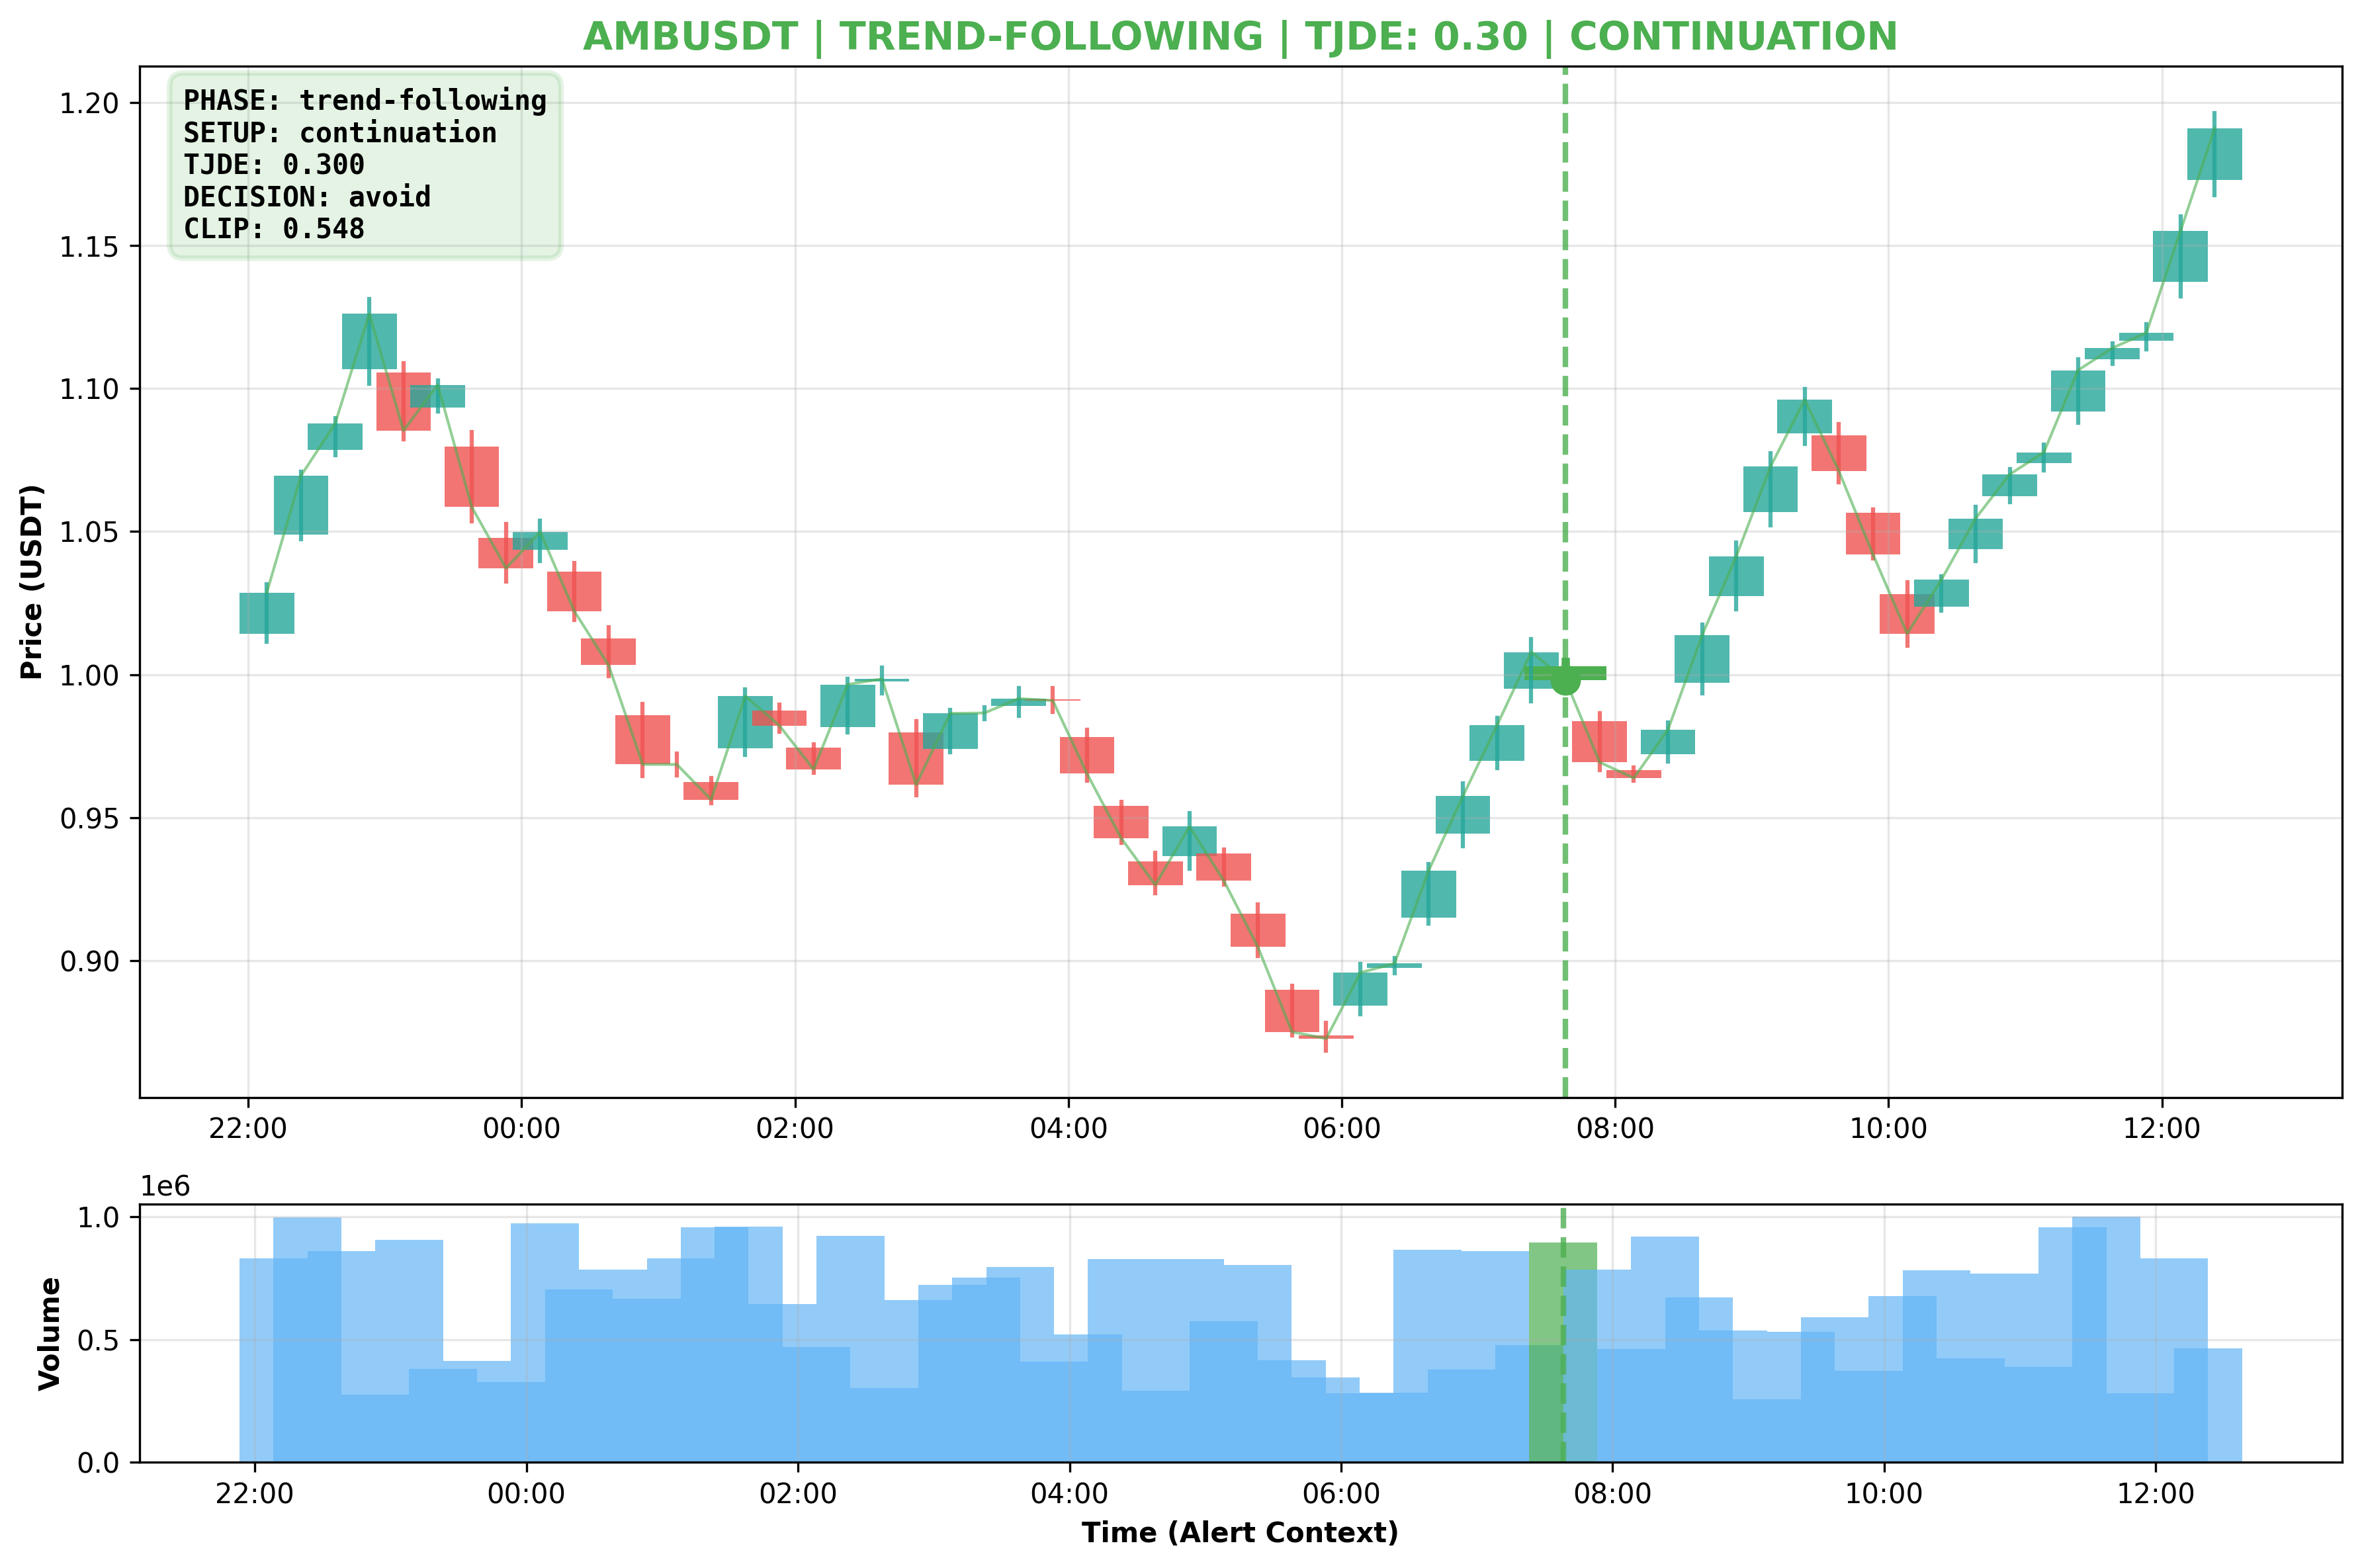 AMBUSDT | TREND-FOLLOWING | TJDE: 0.30 | CONTINUATION
PHASE: trend-following
SETUP: continuation
TJDE: 0.300
DECISION: avoid
CLIP: 0.548
Price (USDT)
1.20
1.15
1.10
1.05
1.00
0.95
0.90
22:00 00:00 02:00 04:00 06:00 08:00 10:00 12:00
1e6
Volume
1.0
0.5
0.0
22:00 00:00 02:00 04:00 06:00 08:00 10:00 12:00
Time (Alert Context)